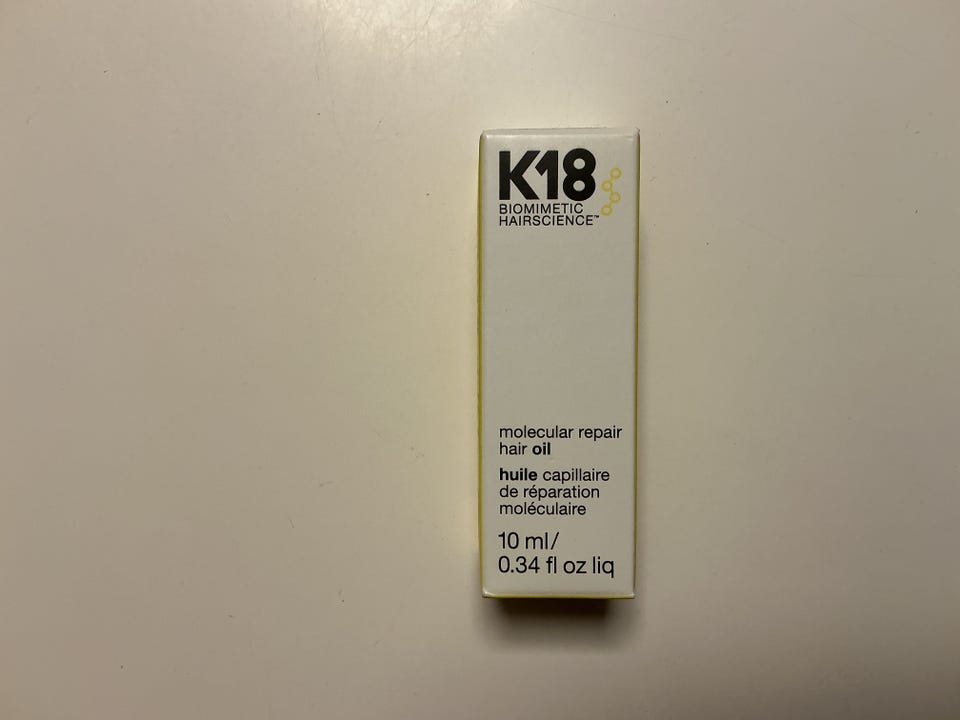 K18
BIOMIMETIC
HAIRSCIENCE™
molecular repair
hair oil
huile capillaire
de réparation
moléculaire
10 ml/
0.34 fl oz liq